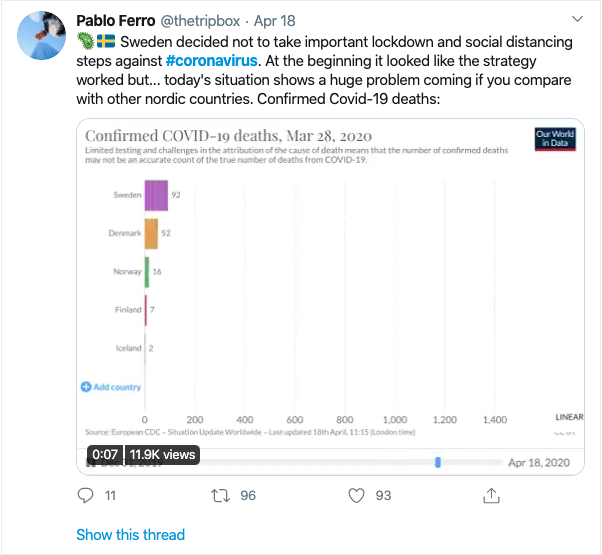 Pablo Ferro @thetripbox · Apr 18
🦠🇸🇪 Sweden decided not to take important lockdown and social distancing
steps against #coronavirus. At the beginning it looked like the strategy
worked but... today's situation shows a huge problem coming if you compare
with other nordic countries. Confirmed Covid-19 deaths:
Confirmed COVID-19 deaths, Mar 28, 2020
Our World
in Data
Limited testing and challenges in the attribution of the cause of death means that the number of confirmed deaths
may not be an accurate count of the true number of deaths from COVID-19.
Sweden 92
Denmark 52
Norway 16
Finland 7
Iceland 2
Add country
0 200 400 600 800 1,000 1,200 1,400 LINEAR
Source: European CDC – Situation Update Worldwide – Last updated 18th April, 11:15 (London time)
0:07 11.9K views
Apr 18, 2020
11 96 93
Show this thread